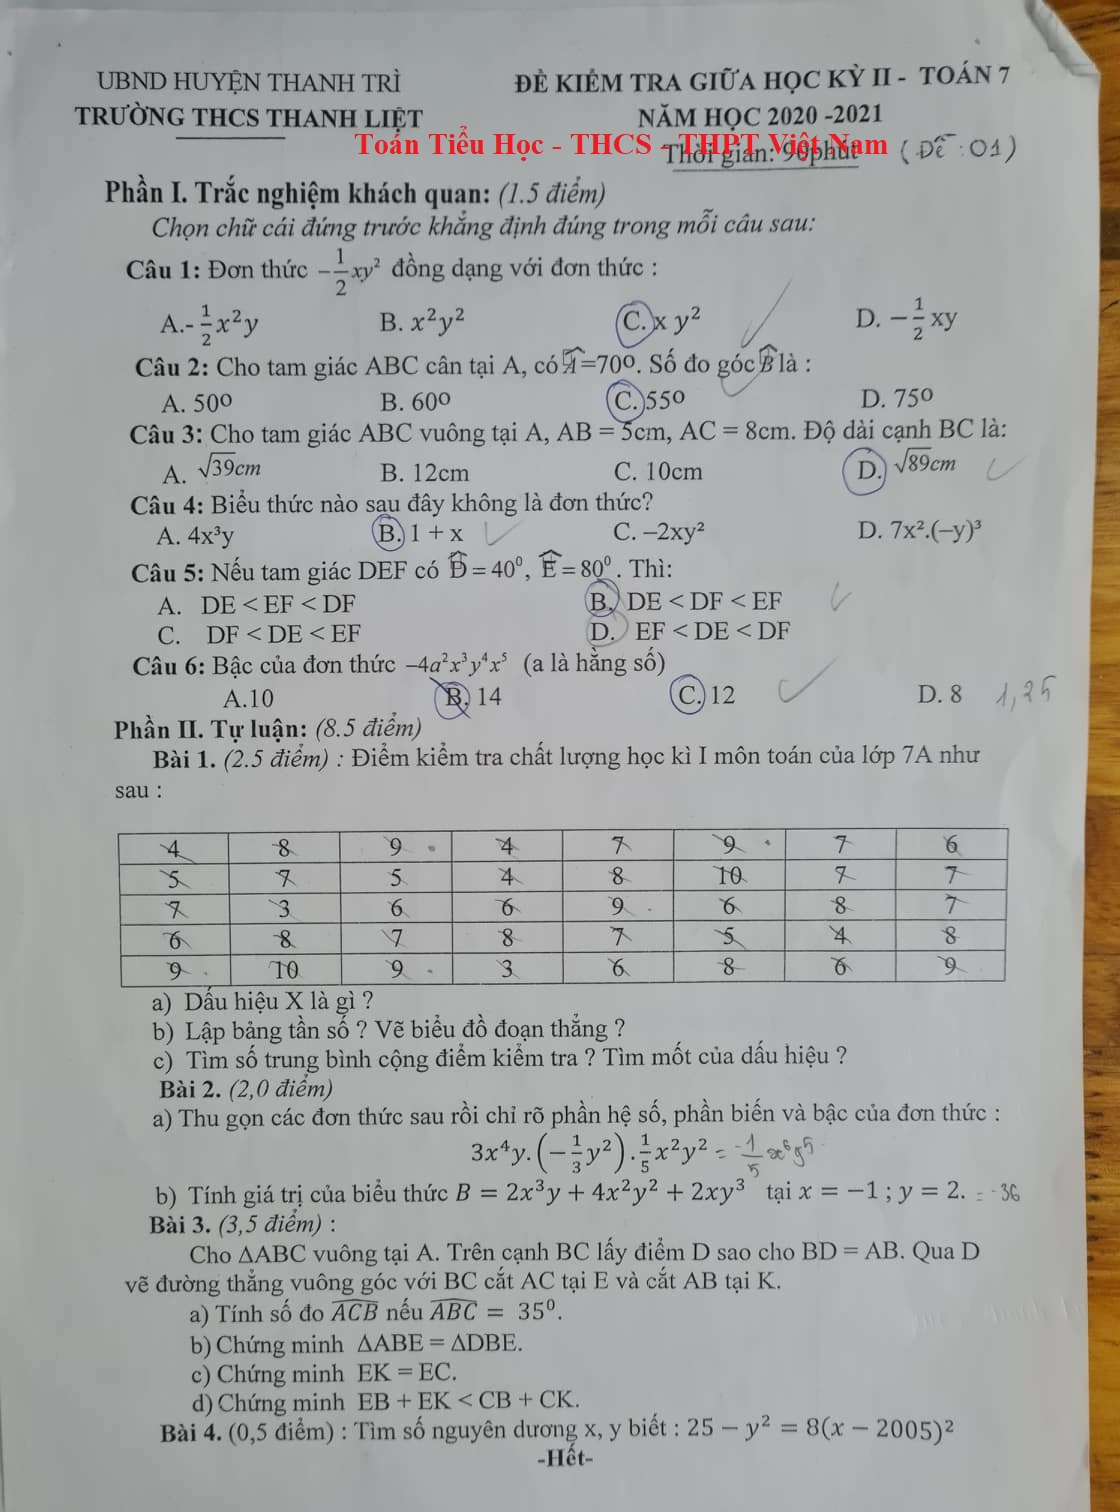 UBND HUYỆN THANH TRÌ ĐỀ KIỂM TRA GIỮA HỌC KỲ II - TOÁN 7
TRƯỜNG THCS THANH LIỆT NĂM HỌC 2020 -2021
Toán Tiểu Học - THCS - THPT Việt Nam
Thời gian: 90phút (Đề : 01)
Phần I. Trắc nghiệm khách quan: (1.5 điểm)
Chọn chữ cái đứng trước khẳng định đúng trong mỗi câu sau:
Câu 1: Đơn thức −1/2 xy² đồng dạng với đơn thức :
A.- 1/2 x²y B. x²y² C. x y² D. − 1/2 xy
Câu 2: Cho tam giác ABC cân tại A, có Â=70⁰. Số đo góc B̂ là :
A. 50⁰ B. 60⁰ C. 55⁰ D. 75⁰
Câu 3: Cho tam giác ABC vuông tại A, AB = 5cm, AC = 8cm. Độ dài cạnh BC là:
A. √39cm B. 12cm C. 10cm D. √89cm
Câu 4: Biểu thức nào sau đây không là đơn thức?
A. 4x³y B. 1 + x C. −2xy² D. 7x².(−y)³
Câu 5: Nếu tam giác DEF có D̂ = 40⁰, Ê = 80⁰. Thì:
A. DE < EF < DF B. DE < DF < EF
C. DF < DE < EF D. EF < DE < DF
Câu 6: Bậc của đơn thức −4a²x³y⁴x⁵ (a là hằng số)
A.10 B. 14 C. 12 D. 8 1,25
Phần II. Tự luận: (8.5 điểm)
Bài 1. (2.5 điểm) : Điểm kiểm tra chất lượng học kì I môn toán của lớp 7A như
sau :
4 8 9 4 7 9 7 6
5 7 5 4 8 10 7 7
7 3 6 6 9 6 8 7
6 8 7 8 7 5 4 8
9 10 9 3 6 8 6 9
a) Dấu hiệu X là gì ?
b) Lập bảng tần số ? Vẽ biểu đồ đoạn thẳng ?
c) Tìm số trung bình cộng điểm kiểm tra ? Tìm mốt của dấu hiệu ?
Bài 2. (2,0 điểm)
a) Thu gọn các đơn thức sau rồi chỉ rõ phần hệ số, phần biến và bậc của đơn thức :
3x⁴y.(−1/3 y²).1/5 x²y² = -1/5 x⁶y⁵
b) Tính giá trị của biểu thức B = 2x³y + 4x²y² + 2xy³ tại x = −1 ; y = 2. = -36
Bài 3. (3,5 điểm) :
Cho ΔABC vuông tại A. Trên cạnh BC lấy điểm D sao cho BD = AB. Qua D
vẽ đường thẳng vuông góc với BC cắt AC tại E và cắt AB tại K.
a) Tính số đo ACB nếu ABC = 35⁰.
b) Chứng minh ΔABE = ΔDBE.
c) Chứng minh EK = EC.
d) Chứng minh EB + EK < CB + CK.
Bài 4. (0,5 điểm) : Tìm số nguyên dương x, y biết : 25 − y² = 8(x − 2005)²
-Hết-